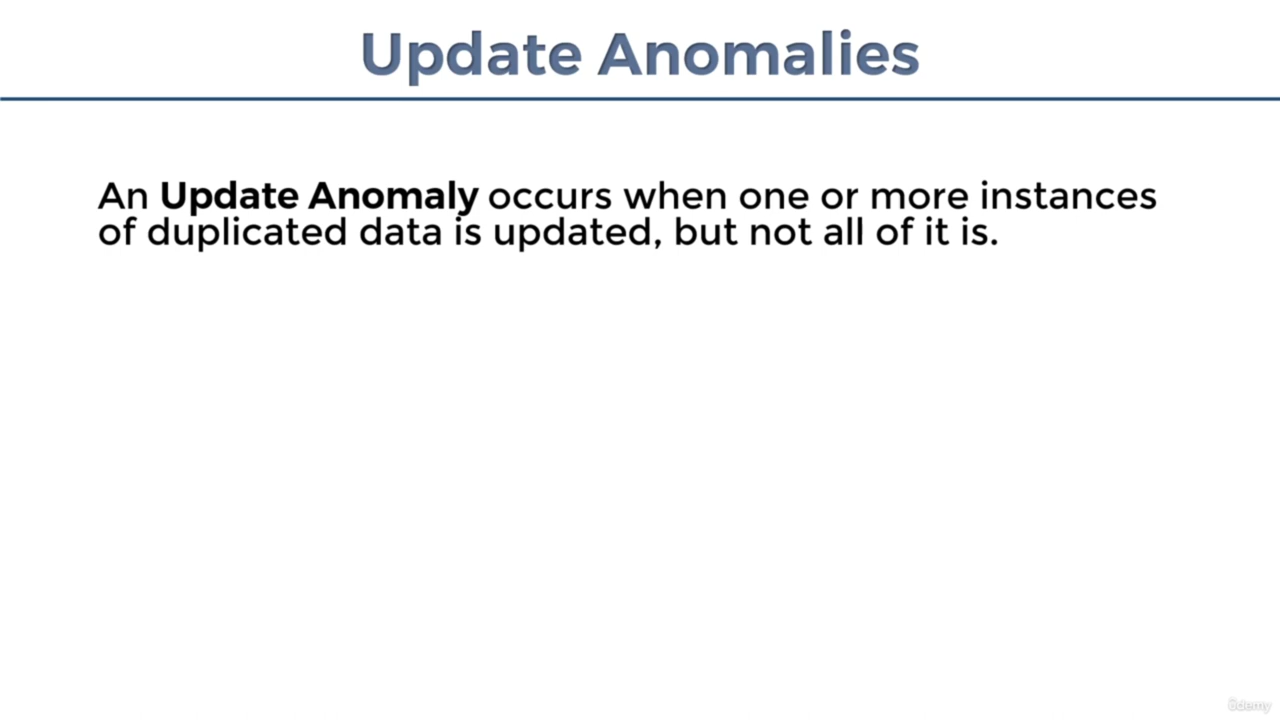 Update Anomalies
An Update Anomaly occurs when one or more instances
of duplicated data is updated, but not all of it is.
ûdemy